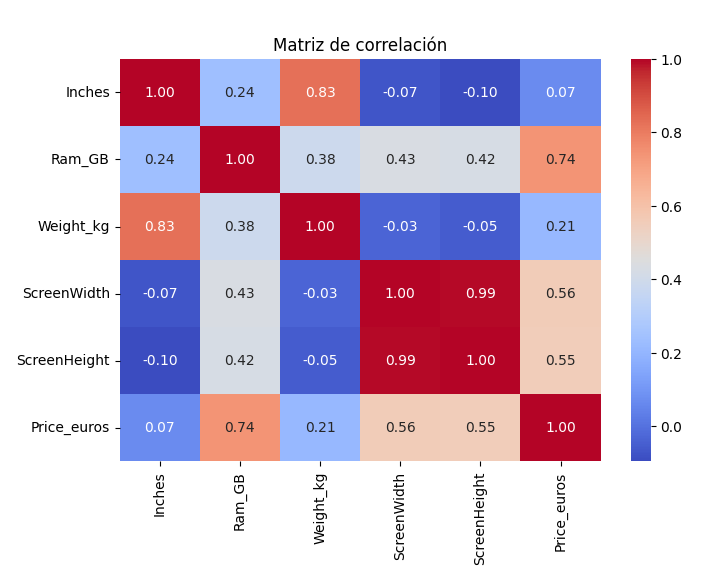 Matriz de correlación
Inches 1.00 0.24 0.83 -0.07 -0.10 0.07
Ram_GB 0.24 1.00 0.38 0.43 0.42 0.74
Weight_kg 0.83 0.38 1.00 -0.03 -0.05 0.21
ScreenWidth -0.07 0.43 -0.03 1.00 0.99 0.56
ScreenHeight -0.10 0.42 -0.05 0.99 1.00 0.55
Price_euros 0.07 0.74 0.21 0.56 0.55 1.00
Inches
Ram_GB
Weight_kg
ScreenWidth
ScreenHeight
Price_euros
1.0
0.8
0.6
0.4
0.2
0.0